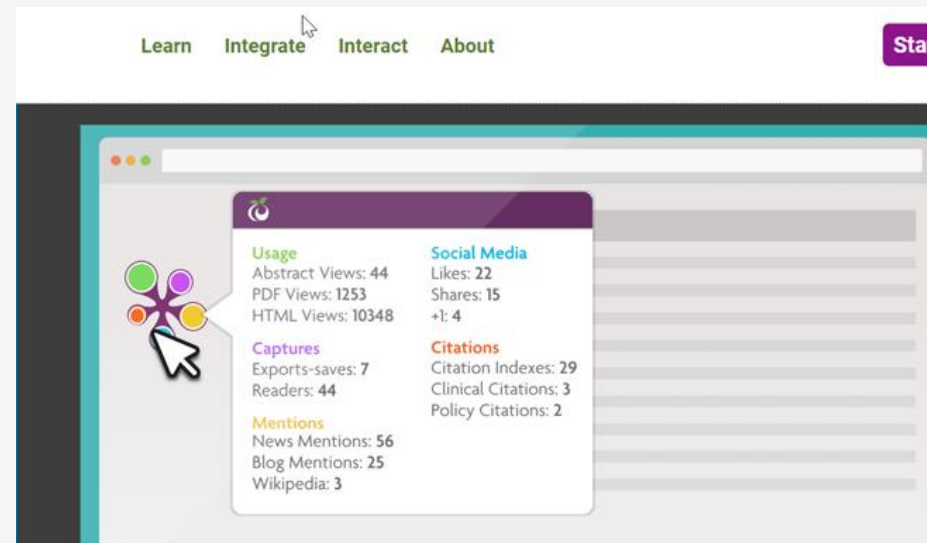 Learn Integrate Interact About
Sta
Usage
Abstract Views: 44
PDF Views: 1253
HTML Views: 10348
Captures
Exports-saves: 7
Readers: 44
Mentions
News Mentions: 56
Blog Mentions: 25
Wikipedia: 3
Social Media
Likes: 22
Shares: 15
+1: 4
Citations
Citation Indexes: 29
Clinical Citations: 3
Policy Citations: 2